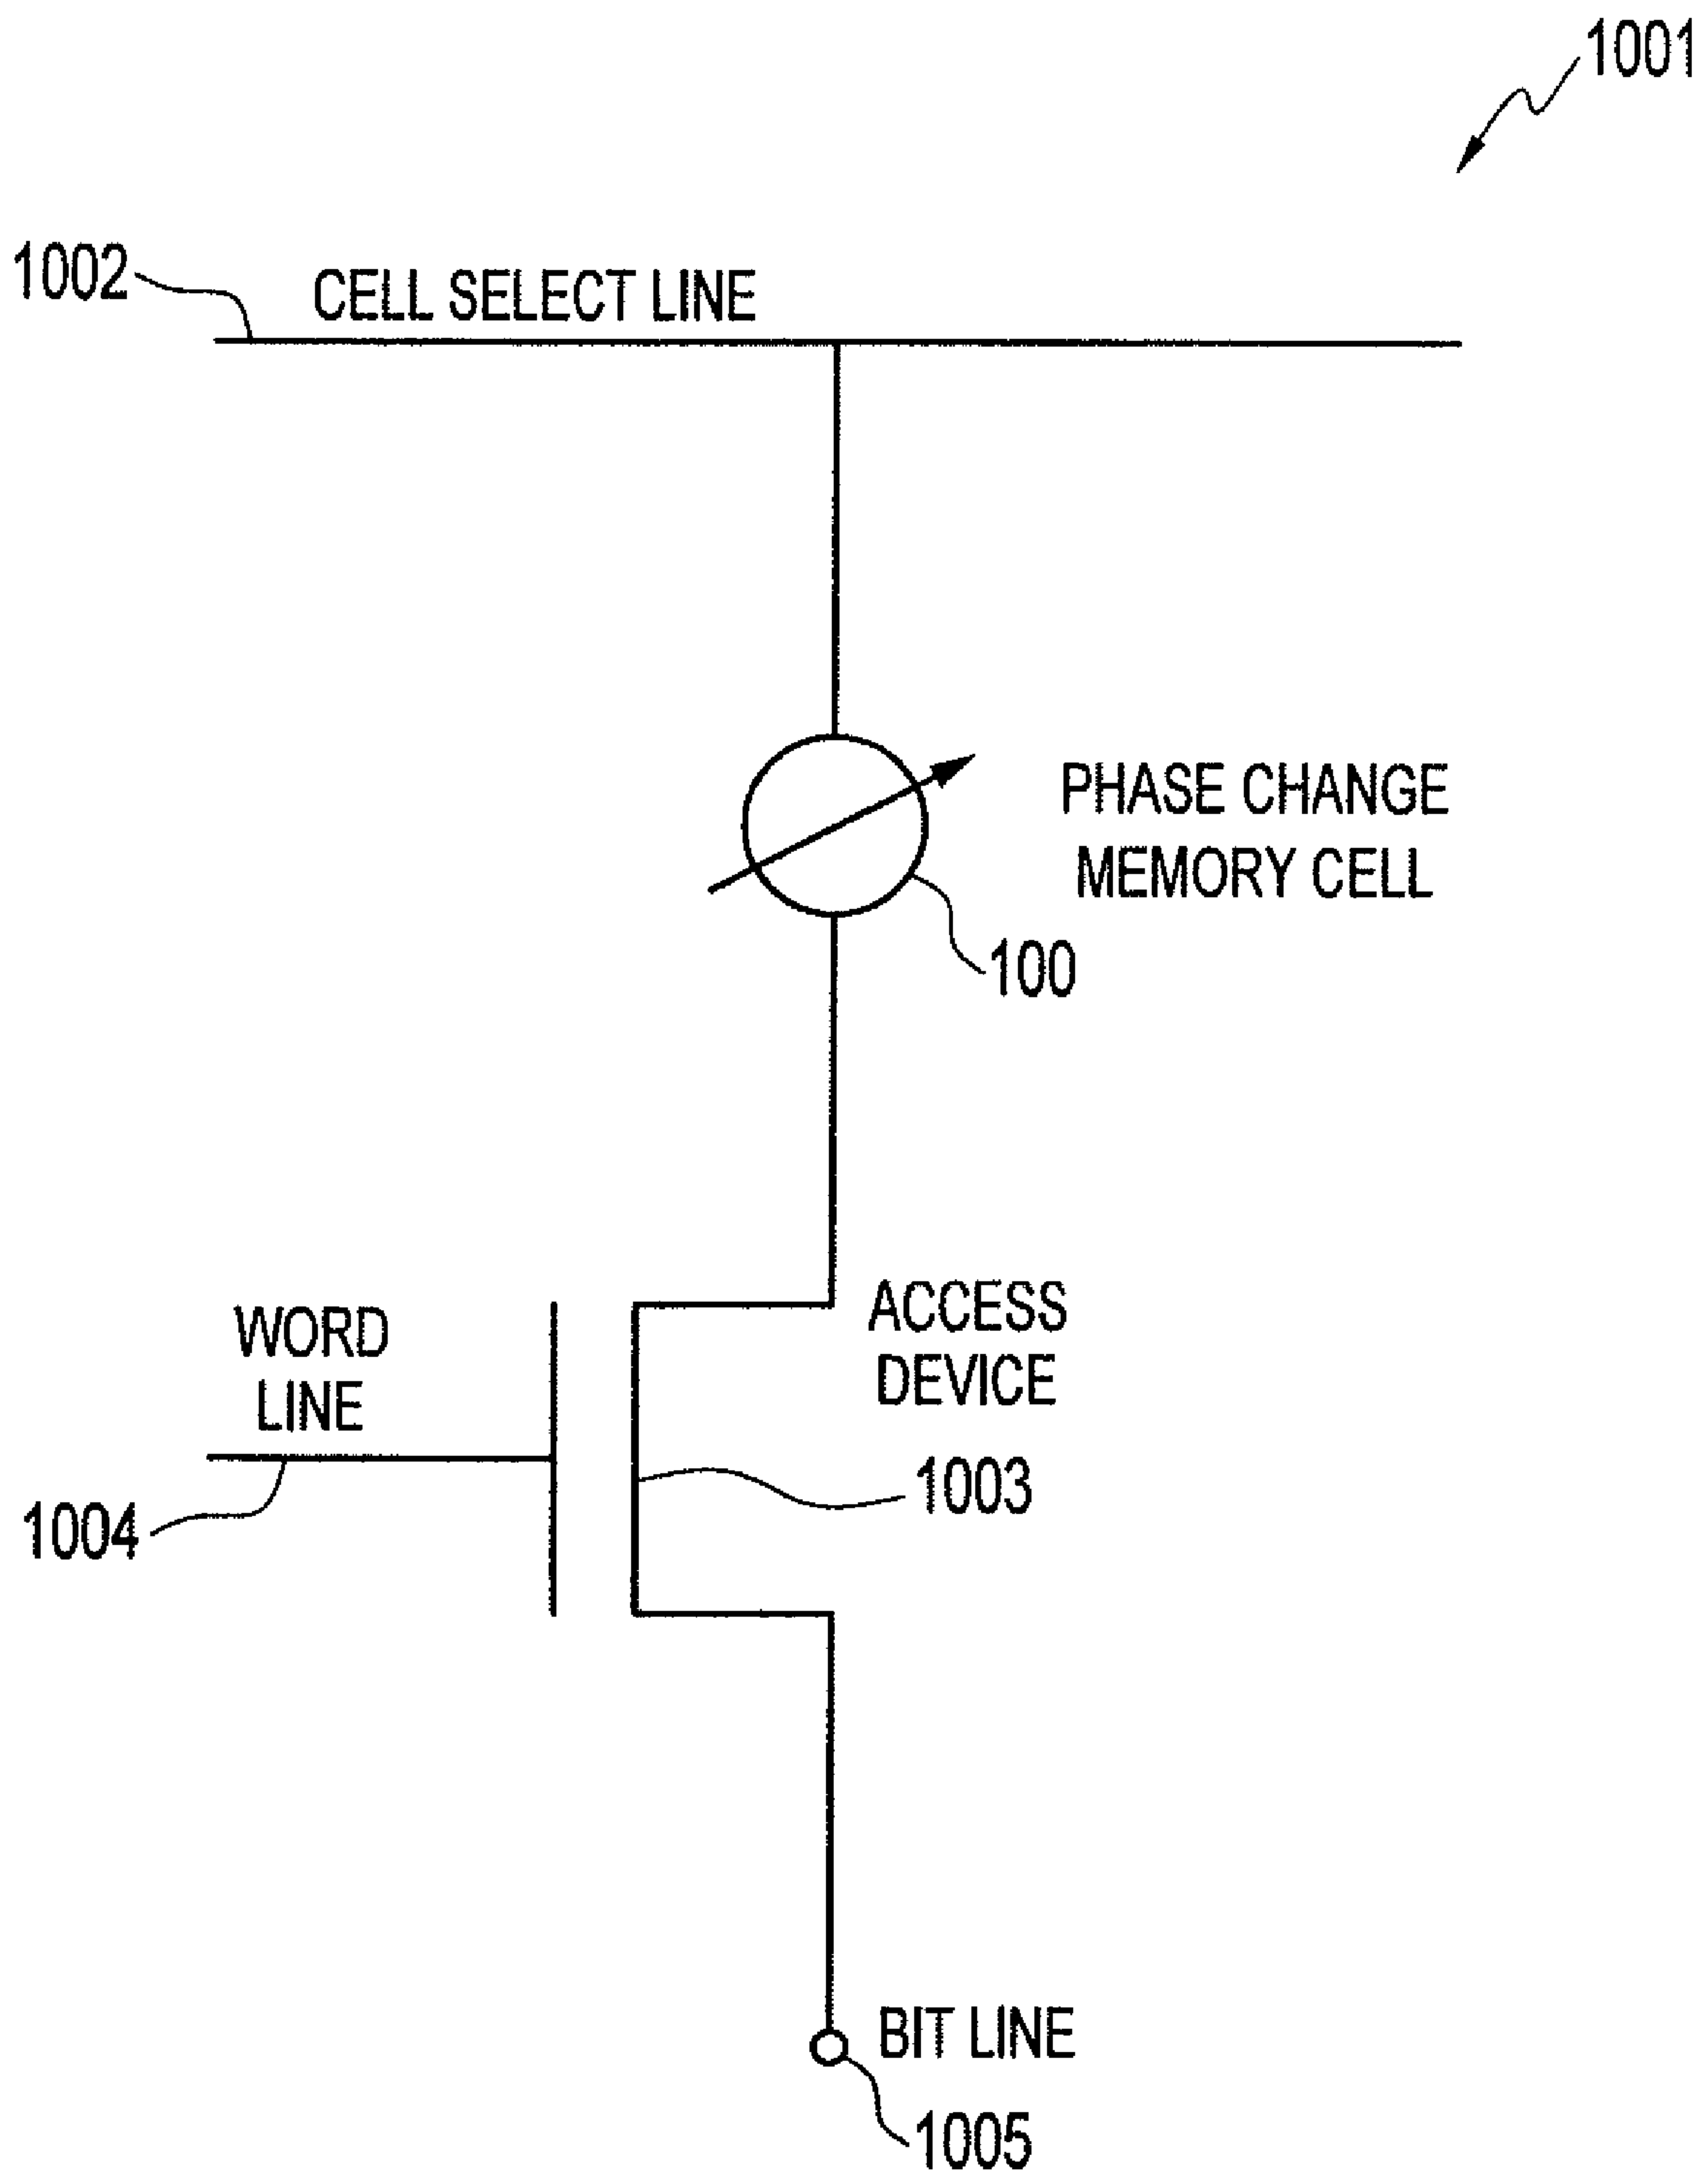 1001
1002
CELL SELECT LINE
PHASE CHANGE
MEMORY CELL
100
WORD
LINE
ACCESS
DEVICE
1003
1004
BIT LINE
1005